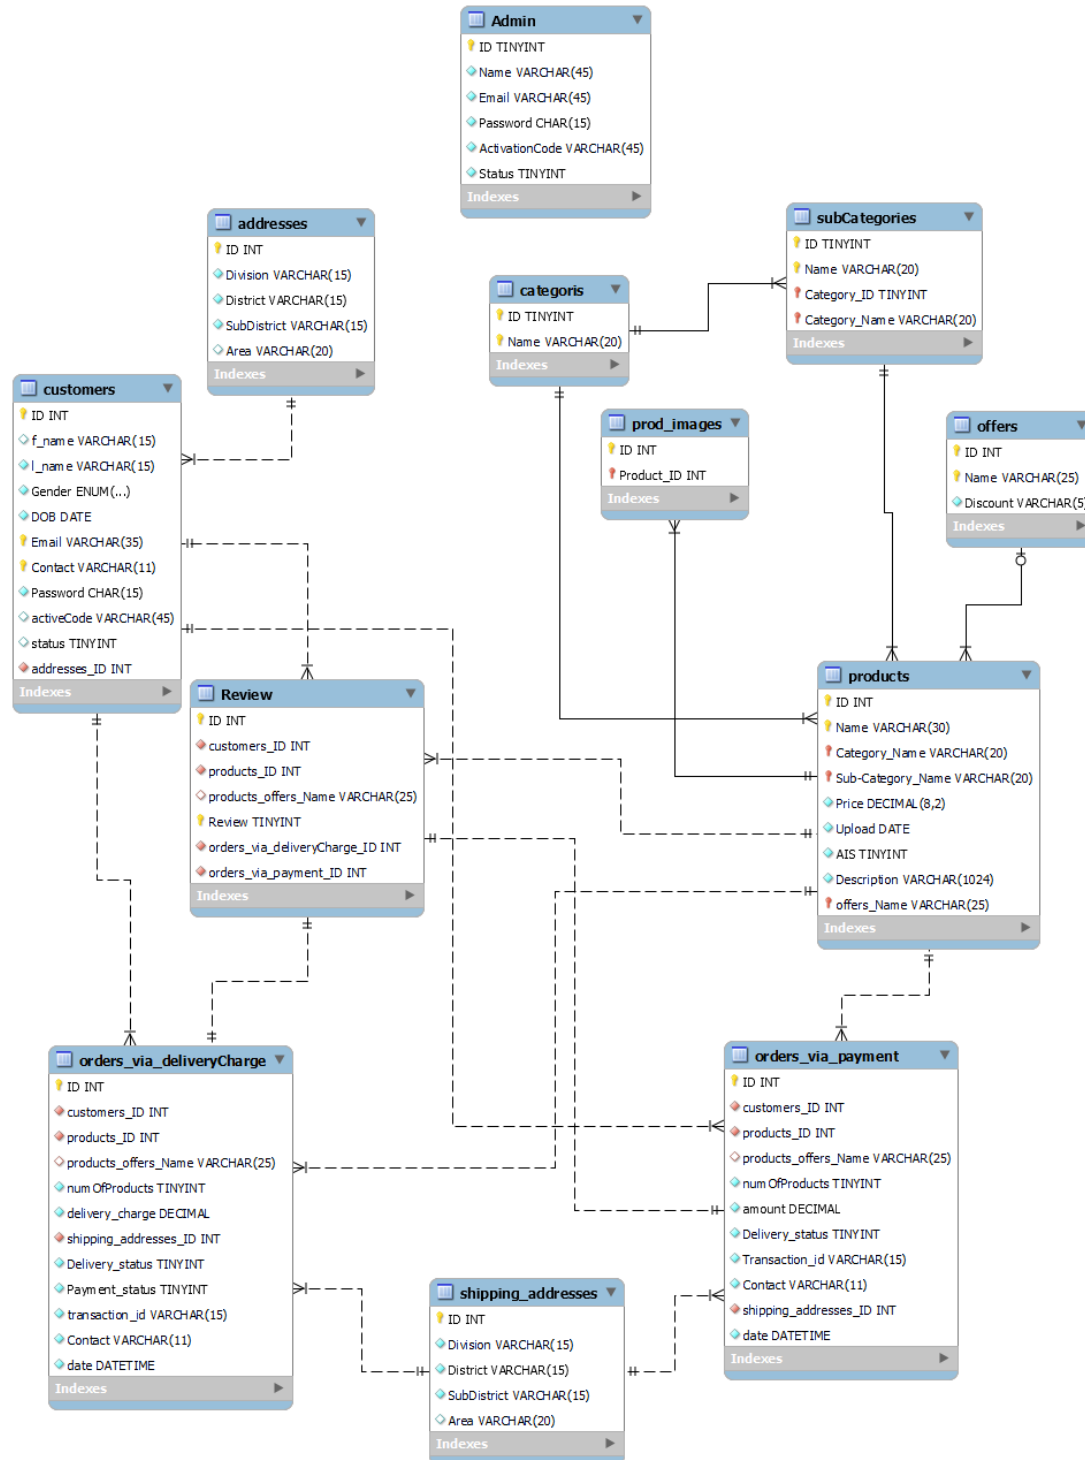 Admin
ID TINYINT
Name VARCHAR(45)
Email VARCHAR(45)
Password CHAR(15)
ActivationCode VARCHAR(45)
Status TINYINT
Indexes
addresses
ID INT
Division VARCHAR(15)
District VARCHAR(15)
SubDistrict VARCHAR(15)
Area VARCHAR(20)
Indexes
subCategories
ID TINYINT
Name VARCHAR(20)
Category_ID TINYINT
Category_Name VARCHAR(20)
Indexes
categoris
ID TINYINT
Name VARCHAR(20)
Indexes
customers
ID INT
f_name VARCHAR(15)
l_name VARCHAR(15)
Gender ENUM(...)
DOB DATE
Email VARCHAR(35)
Contact VARCHAR(11)
Password CHAR(15)
activeCode VARCHAR(45)
status TINYINT
addresses_ID INT
Indexes
prod_images
ID INT
Product_ID INT
Indexes
offers
ID INT
Name VARCHAR(25)
Discount VARCHAR(5)
Indexes
Review
ID INT
customers_ID INT
products_ID INT
products_offers_Name VARCHAR(25)
Review TINYINT
orders_via_deliveryCharge_ID INT
orders_via_payment_ID INT
Indexes
products
ID INT
Name VARCHAR(30)
Category_Name VARCHAR(20)
Sub-Category_Name VARCHAR(20)
Price DECIMAL(8,2)
Upload DATE
AIS TINYINT
Description VARCHAR(1024)
offers_Name VARCHAR(25)
Indexes
orders_via_deliveryCharge
ID INT
customers_ID INT
products_ID INT
products_offers_Name VARCHAR(25)
numOfProducts TINYINT
delivery_charge DECIMAL
shipping_addresses_ID INT
Delivery_status TINYINT
Payment_status TINYINT
transaction_id VARCHAR(15)
Contact VARCHAR(11)
date DATETIME
Indexes
orders_via_payment
ID INT
customers_ID INT
products_ID INT
products_offers_Name VARCHAR(25)
numOfProducts TINYINT
amount DECIMAL
Delivery_status TINYINT
Transaction_id VARCHAR(15)
Contact VARCHAR(11)
shipping_addresses_ID INT
date DATETIME
Indexes
shipping_addresses
ID INT
Division VARCHAR(15)
District VARCHAR(15)
SubDistrict VARCHAR(15)
Area VARCHAR(20)
Indexes